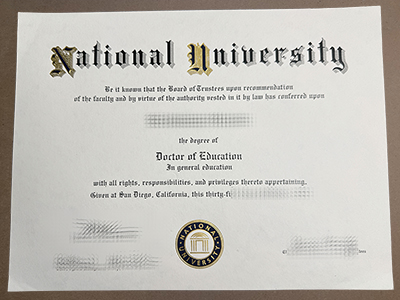 National University
Be it known that the Board of Trustees upon recommendation
of the faculty and by virtue of the authority vested in it by law has conferred upon
the degree of
Doctor of Education
In general education
with all rights, responsibilities, and privileges thereto appertaining.
Given at San Diego, California, this thirty-fi
NATIONAL
UNIVERSITY